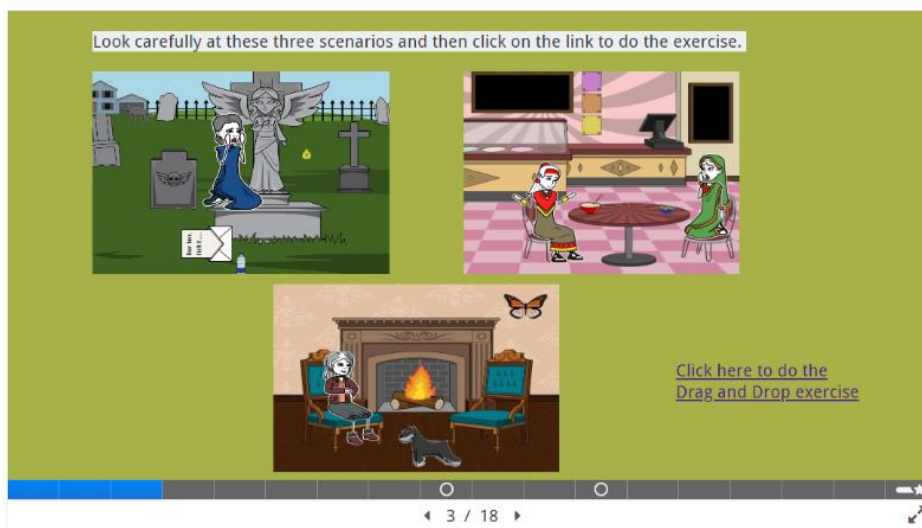 Look carefully at these three scenarios and then click on the link to do the exercise.
Click here to do the
Drag and Drop exercise
3 / 18